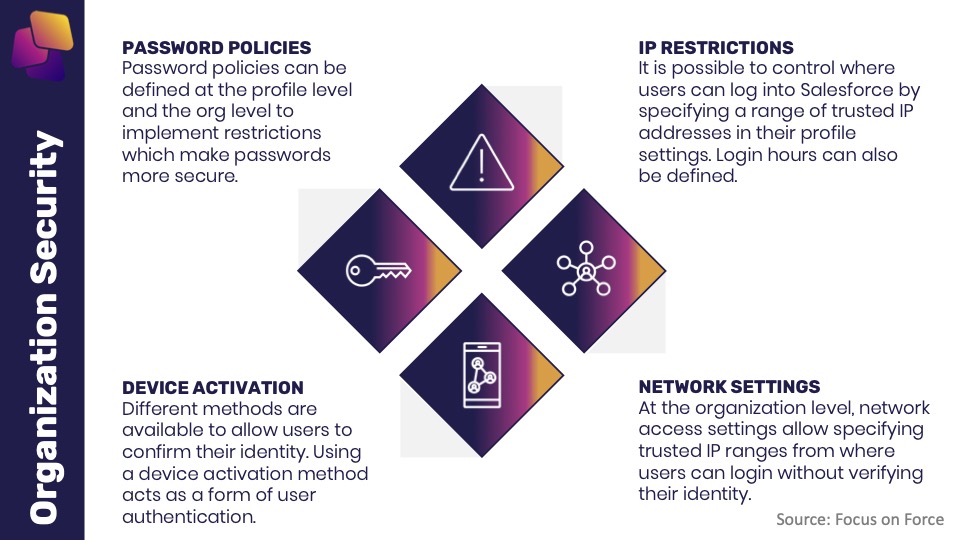 Organization Security
PASSWORD POLICIES
Password policies can be
defined at the profile level
and the org level to
implement restrictions
which make passwords
more secure.
IP RESTRICTIONS
It is possible to control where
users can log into Salesforce by
specifying a range of trusted IP
addresses in their profile
settings. Login hours can also
be defined.
DEVICE ACTIVATION
Different methods are
available to allow users to
confirm their identity. Using
a device activation method
acts as a form of user
authentication.
NETWORK SETTINGS
At the organization level, network
access settings allow specifying
trusted IP ranges from where
users can login without verifying
their identity.
Source: Focus on Force